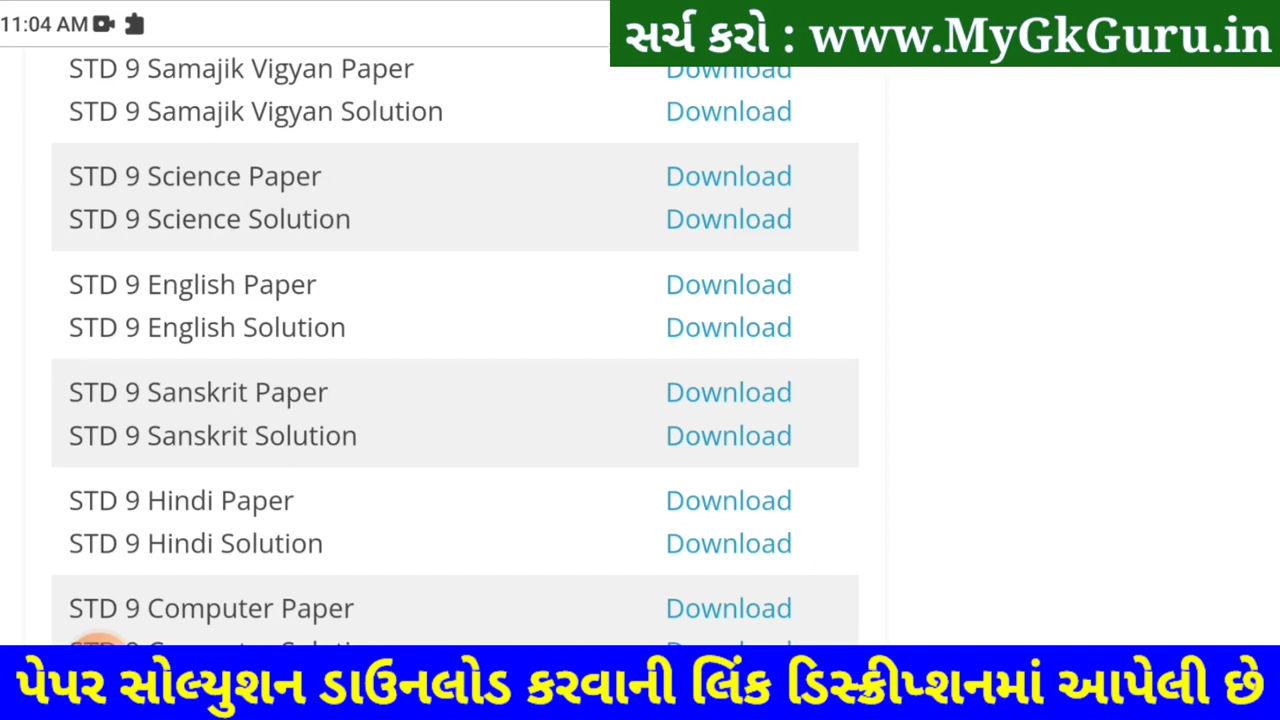 11:04 AM
સર્ચ કરો : www.MyGkGuru.in
STD 9 Samajik Vigyan Paper Download
STD 9 Samajik Vigyan Solution Download
STD 9 Science Paper Download
STD 9 Science Solution Download
STD 9 English Paper Download
STD 9 English Solution Download
STD 9 Sanskrit Paper Download
STD 9 Sanskrit Solution Download
STD 9 Hindi Paper Download
STD 9 Hindi Solution Download
STD 9 Computer Paper Download
પેપર સોલ્યુશન ડાઉનલોડ કરવાની લિંક ડિસ્ક્રીપ્શનમાં આપેલી છે